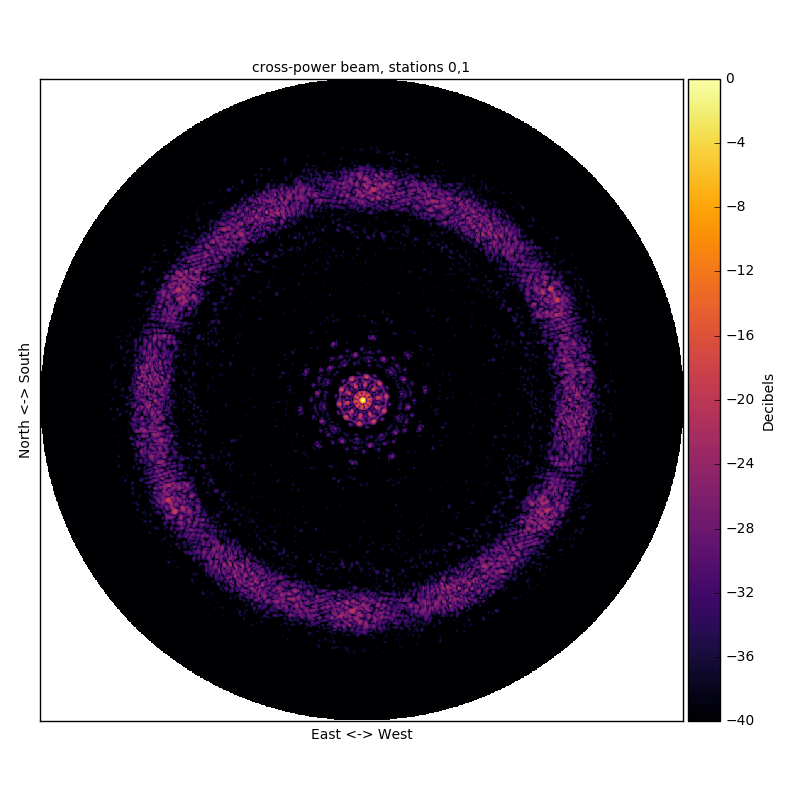 cross-power beam, stations 0,1
North <-> South
East <-> West
0
−4
−8
−12
−16
−20
−24
−28
−32
−36
−40
Decibels